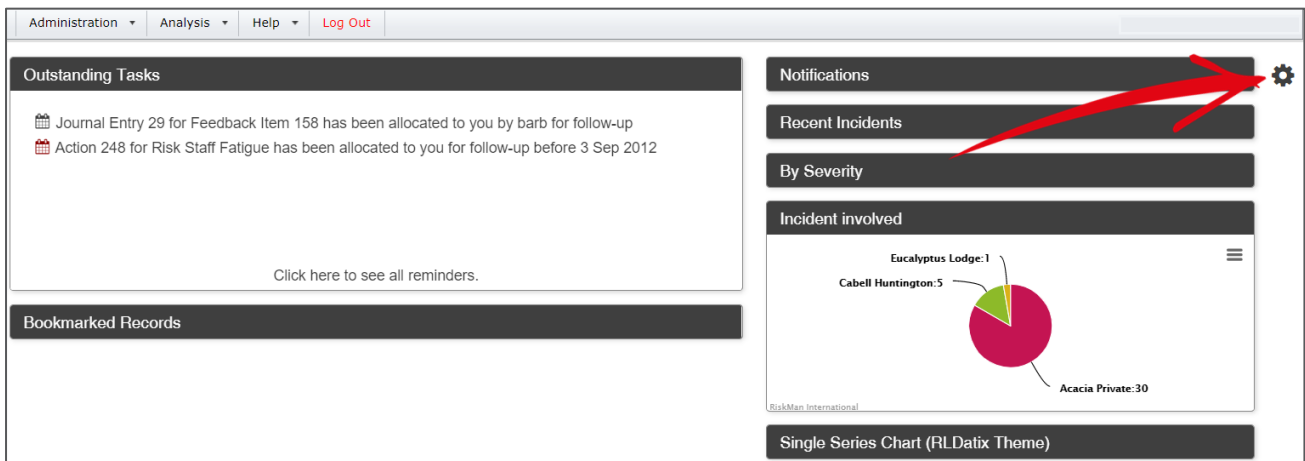 Administration Analysis Help Log Out
Outstanding Tasks
Journal Entry 29 for Feedback Item 158 has been allocated to you by barb for follow-up
Action 248 for Risk Staff Fatigue has been allocated to you for follow-up before 3 Sep 2012
Click here to see all reminders.
Bookmarked Records
Notifications
Recent Incidents
By Severity
Incident involved
Eucalyptus Lodge:1
Cabell Huntington:5
Acacia Private:30
RiskMan International
Single Series Chart (RLDatix Theme)